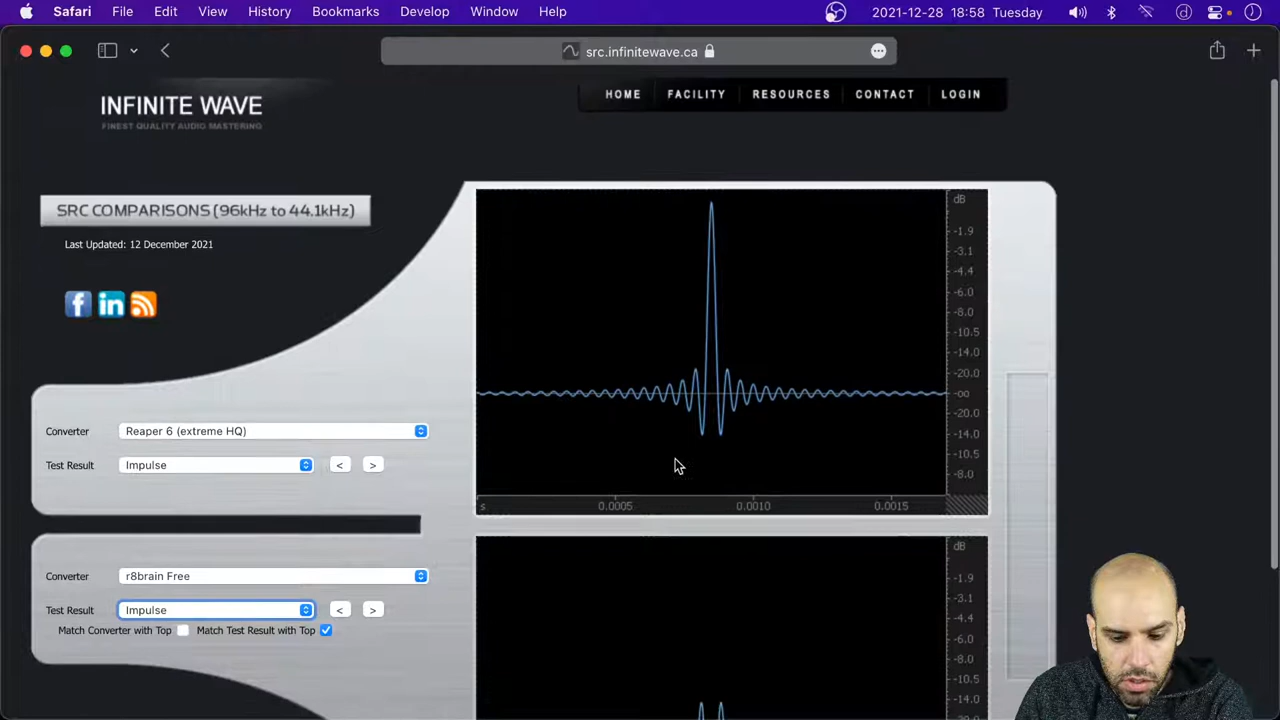 Safari File Edit View History Bookmarks Develop Window Help 2021-12-28 18:58 Tuesday
src.infinitewave.ca
INFINITE WAVE
FINEST QUALITY AUDIO MASTERING
HOME FACILITY RESOURCES CONTACT LOGIN
SRC COMPARISONS (96kHz to 44.1kHz)
Last Updated: 12 December 2021
Converter Reaper 6 (extreme HQ)
Test Result Impulse < >
Converter r8brain Free
Test Result Impulse < >
Match Converter with Top Match Test Result with Top
dB
-1.9
-3.1
-4.4
-6.0
-8.0
-10.5
-14.0
-20.0
-∞
-20.0
-14.0
-10.5
-8.0
s 0.0005 0.0010 0.0015
dB
-1.9
-3.1
-4.4
-6.0
-8.0
-10.5
-14.0
-20.0